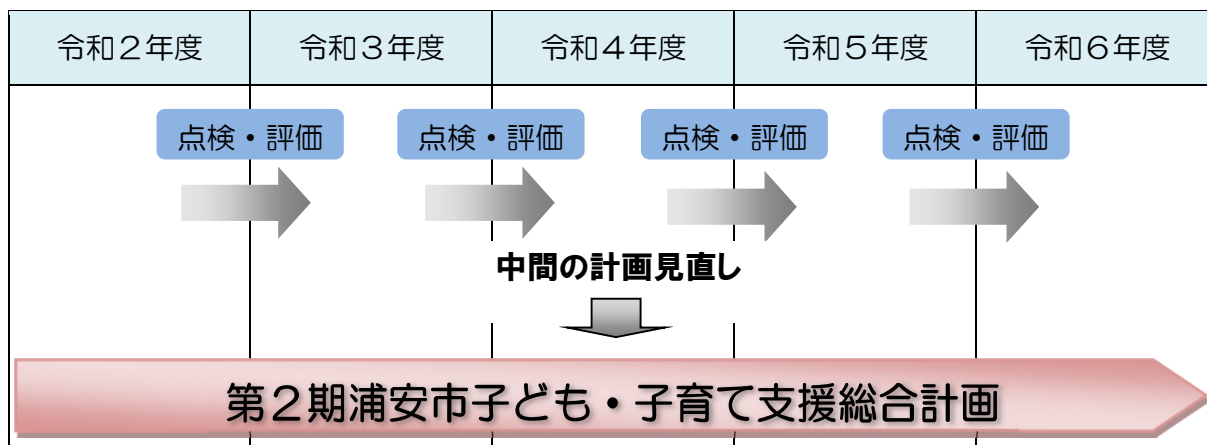 令和２年度 令和３年度 令和４年度 令和５年度 令和６年度
点検・評価 点検・評価 点検・評価 点検・評価
中間の計画見直し
第２期浦安市子ども・子育て支援総合計画